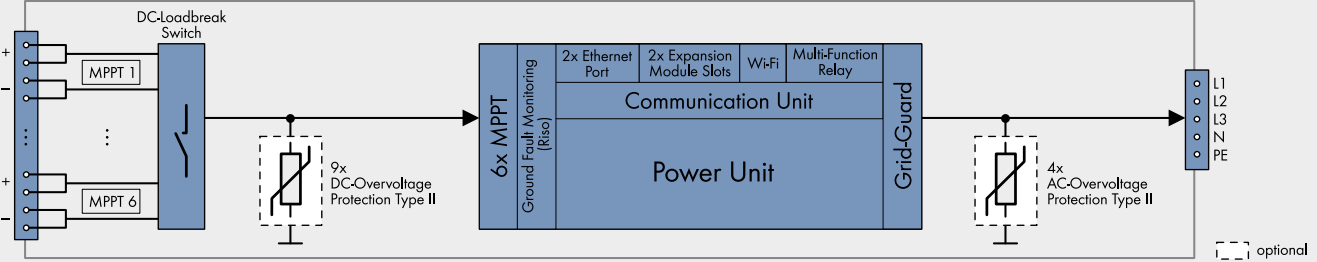 DC-Loadbreak
Switch
+
MPPT 1
–
⋮
⋮
+
MPPT 6
–
9x
DC-Overvoltage
Protection Type II
6x MPPT
Ground Fault Monitoring
(Riso)
2x Ethernet
Port
2x Expansion
Module Slots
Wi-Fi
Multi-Function
Relay
Communication Unit
Power Unit
Grid-Guard
4x
AC-Overvoltage
Protection Type II
L1
L2
L3
N
PE
optional